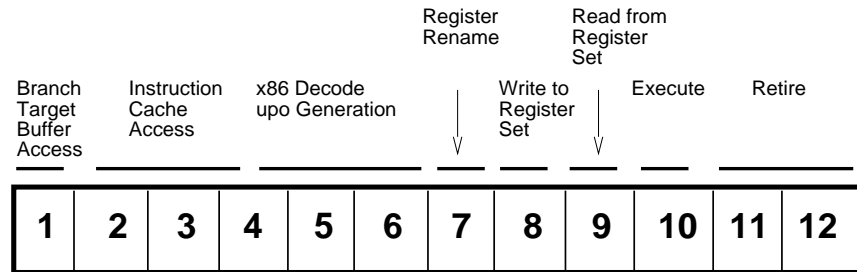 Register
Rename
Read from
Register
Set
Branch
Target
Buffer
Access
Instruction
Cache
Access
x86 Decode
upo Generation
Write to
Register
Set
Execute
Retire
1 2 3 4 5 6 7 8 9 10 11 12